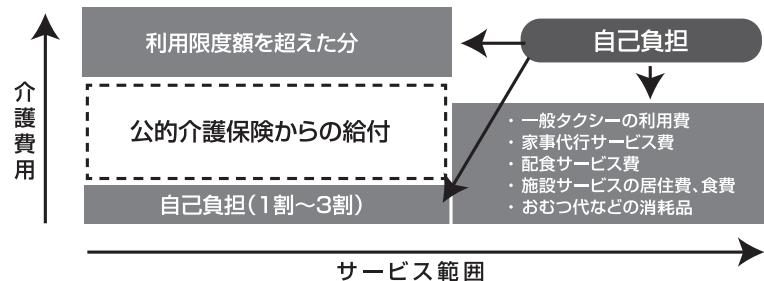 介護費用
利用限度額を超えた分
自己負担
公的介護保険からの給付
・一般タクシーの利用費
・家事代行サービス費
・配食サービス費
・施設サービスの居住費、食費
・おむつ代などの消耗品
自己負担(1割～3割)
サービス範囲